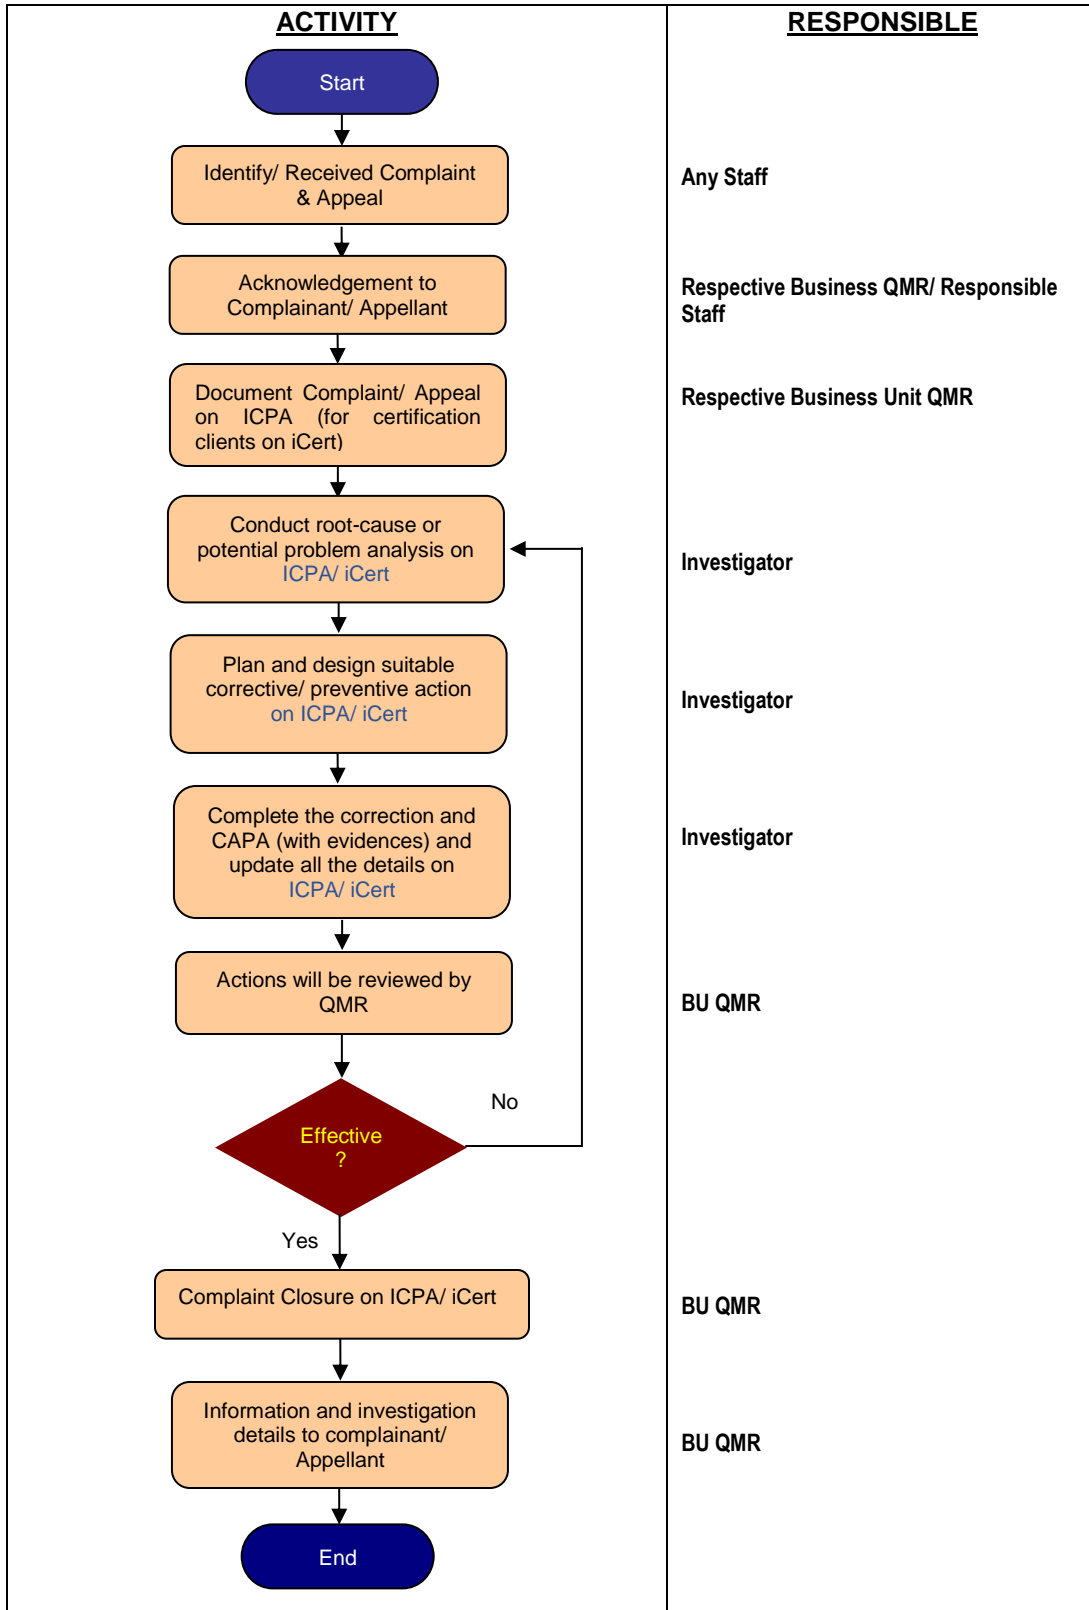 ACTIVITY
RESPONSIBLE
Start
Identify/ Received Complaint
& Appeal
Any Staff
Acknowledgement to
Complainant/ Appellant
Respective Business QMR/ Responsible
Staff
Document Complaint/ Appeal
on ICPA (for certification
clients on iCert)
Respective Business Unit QMR
Conduct root-cause or
potential problem analysis on
ICPA/ iCert
Investigator
Plan and design suitable
corrective/ preventive action
on ICPA/ iCert
Investigator
Complete the correction and
CAPA (with evidences) and
update all the details on
ICPA/ iCert
Investigator
Actions will be reviewed by
QMR
BU QMR
No
Effective
?
Yes
Complaint Closure on ICPA/ iCert
BU QMR
Information and investigation
details to complainant/
Appellant
BU QMR
End